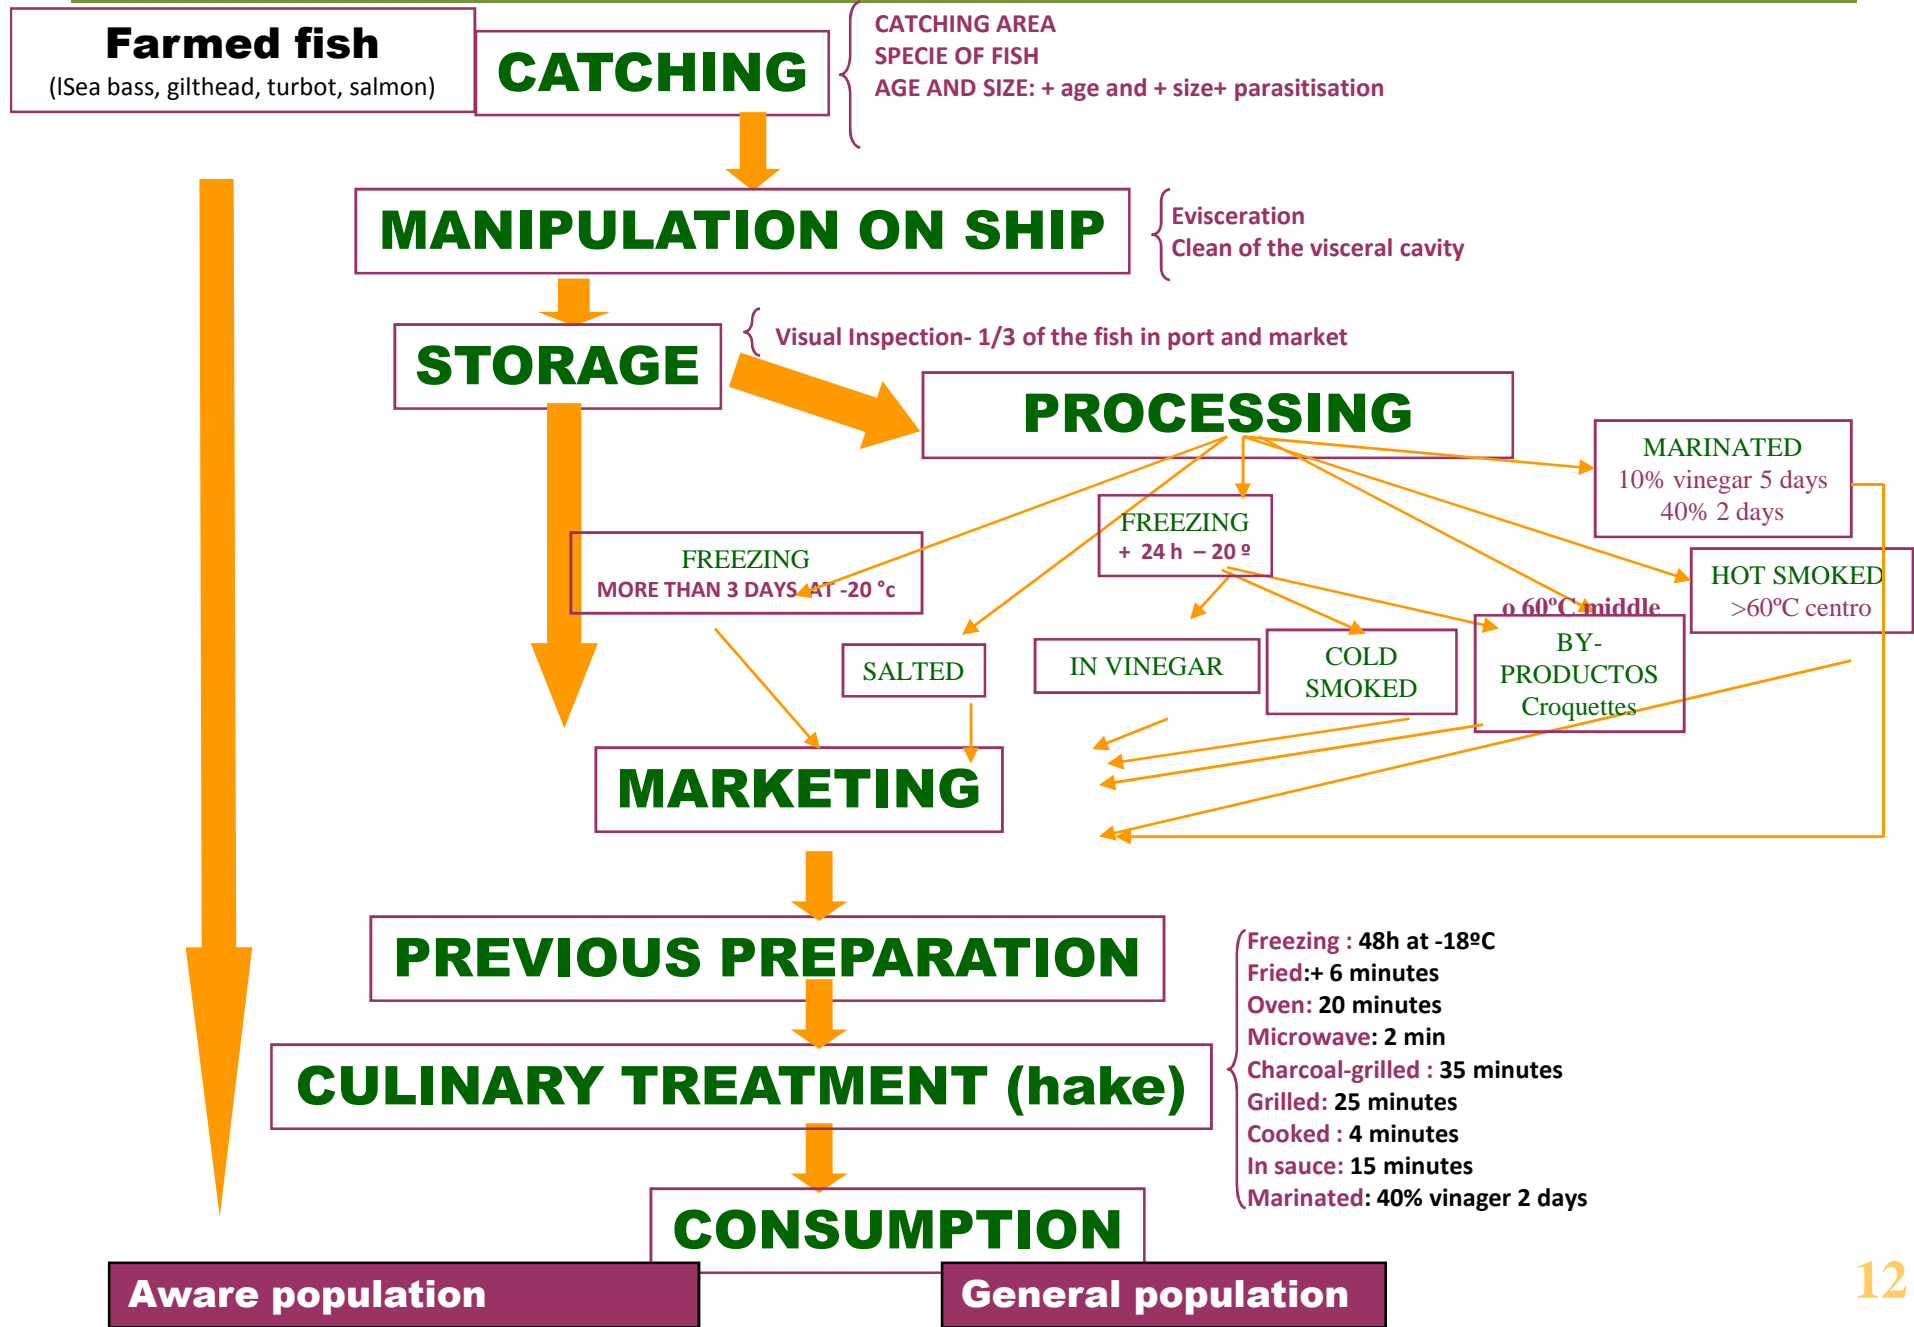 Farmed fish
(lSea bass, gilthead, turbot, salmon)
CATCHING
CATCHING AREA
SPECIE OF FISH
AGE AND SIZE: + age and + size+ parasitisation
MANIPULATION ON SHIP
Evisceration
Clean of the visceral cavity
STORAGE
Visual Inspection- 1/3 of the fish in port and market
PROCESSING
MARINATED
10% vinegar 5 days
40% 2 days
FREEZING
+ 24 h – 20 º
FREEZING
MORE THAN 3 DAYS AT -20 °c
HOT SMOKED
>60ºC centro
o 60ºC middle
BY-
PRODUCTOS
Croquettes
SALTED
IN VINEGAR
COLD
SMOKED
MARKETING
PREVIOUS PREPARATION
CULINARY TREATMENT (hake)
Freezing : 48h at -18ºC
Fried:+ 6 minutes
Oven: 20 minutes
Microwave: 2 min
Charcoal-grilled : 35 minutes
Grilled: 25 minutes
Cooked : 4 minutes
In sauce: 15 minutes
Marinated: 40% vinager 2 days
CONSUMPTION
Aware population
General population
12